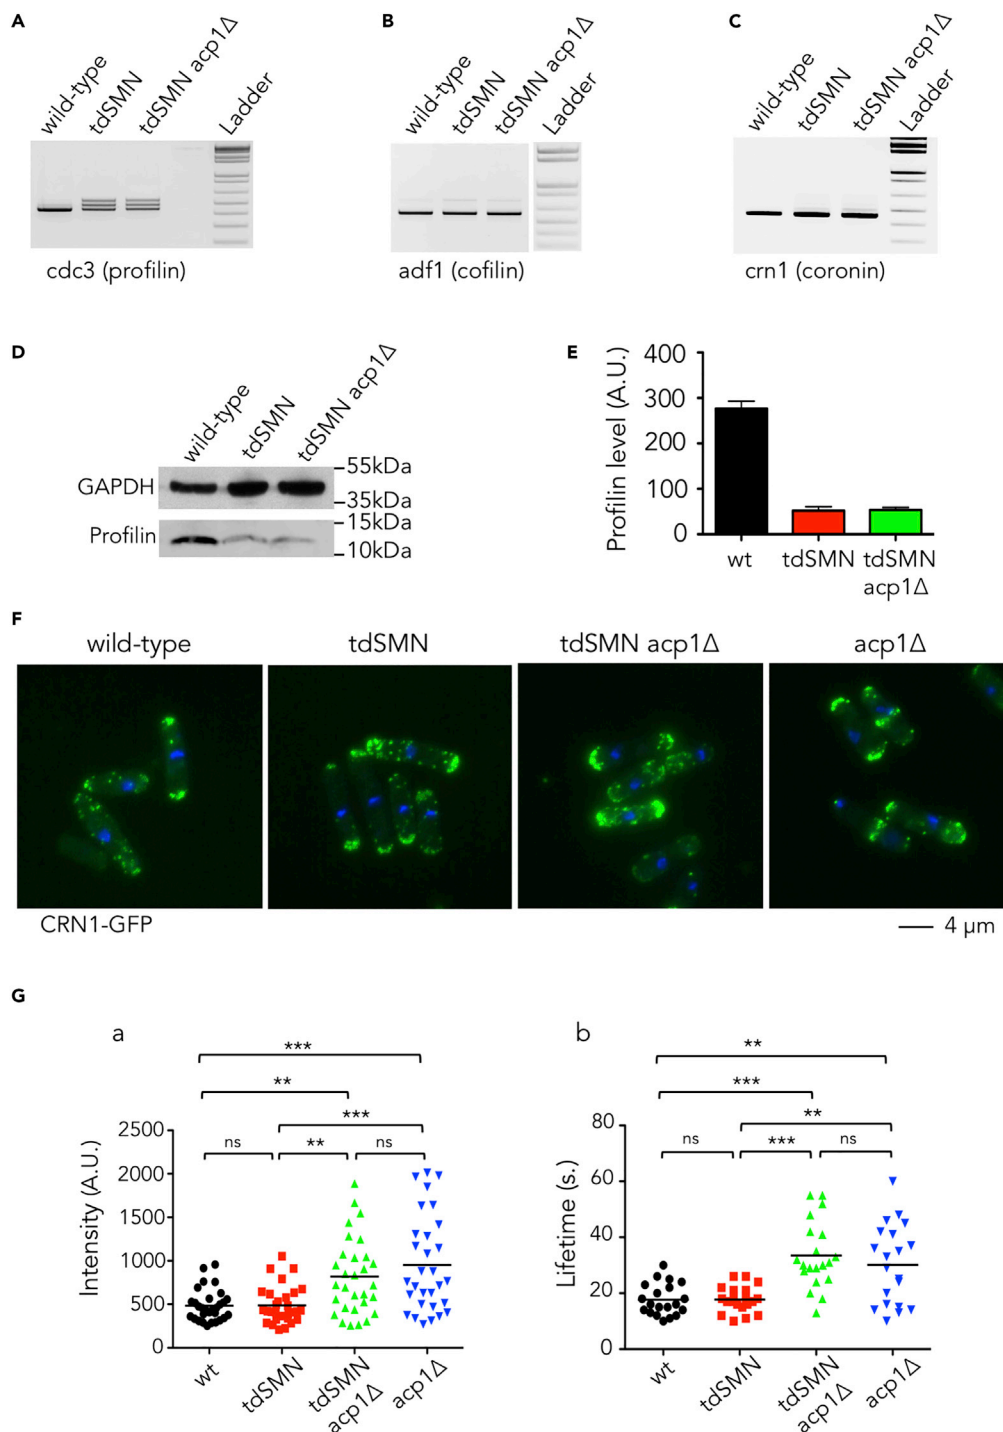 A
wild-type
tdSMN
tdSMN acp1Δ
Ladder
cdc3 (profilin)
B
wild-type
tdSMN
tdSMN acp1Δ
Ladder
adf1 (cofilin)
C
wild-type
tdSMN
tdSMN acp1Δ
Ladder
crn1 (coronin)
D
wild-type
tdSMN
tdSMN acp1Δ
GAPDH
55kDa
35kDa
Profilin
15kDa
10kDa
E
Profilin level (A.U.)
400
300
200
100
0
wt
tdSMN
tdSMN
acp1Δ
F
wild-type
tdSMN
tdSMN acp1Δ
acp1Δ
CRN1-GFP
4 μm
G
a
***
**
***
ns
**
ns
Intensity (A.U.)
2500
2000
1500
1000
500
0
wt
tdSMN
tdSMN
acp1Δ
acp1Δ
b
**
***
**
ns
***
ns
Lifetime (s.)
80
60
40
20
0
wt
tdSMN
tdSMN
acp1Δ
acp1Δ